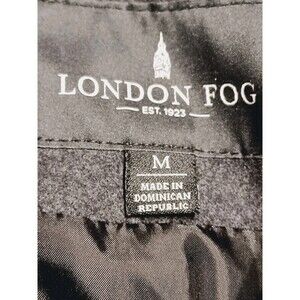 LONDON FOG
EST. 1923
M
MADE IN
DOMINICAN
REPUBLIC